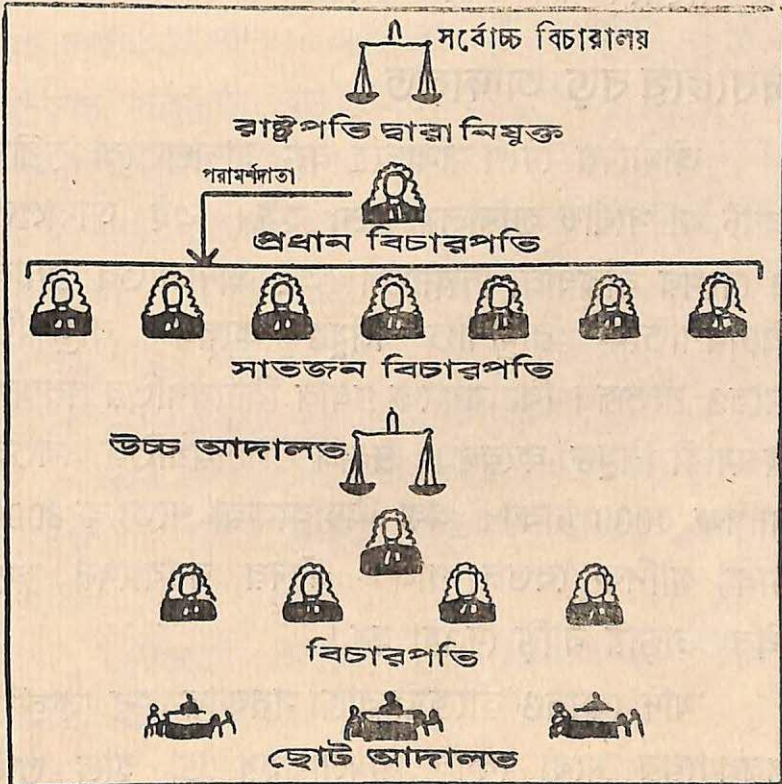 সর্বোচ্চ বিচারালয়
রাষ্ট্রপতি দ্বারা নিযুক্ত
পরামর্শদাতা
প্রধান বিচারপতি
সাতজন বিচারপতি
উচ্চ আদালত
বিচারপতি
ছোট আদালত